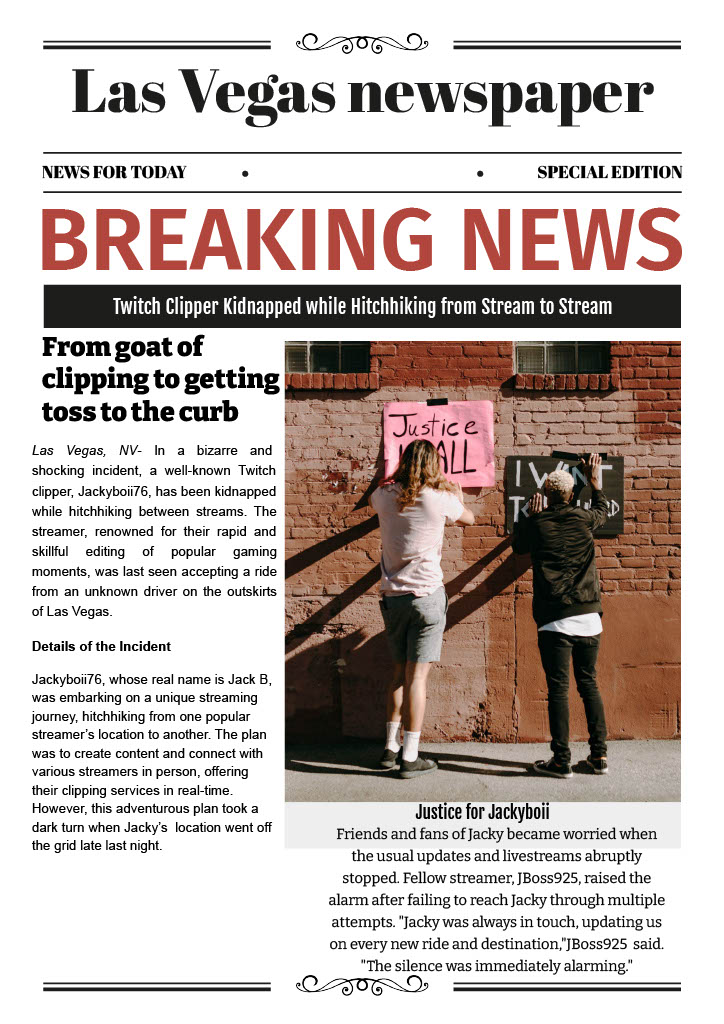 Las Vegas newspaper
NEWS FOR TODAY • • SPECIAL EDITION
BREAKING NEWS
Twitch Clipper Kidnapped while Hitchhiking from Stream to Stream
From goat of
clipping to getting
toss to the curb
Las Vegas, NV- In a bizarre and
shocking incident, a well-known Twitch
clipper, Jackyboii76, has been kidnapped
while hitchhiking between streams. The
streamer, renowned for their rapid and
skillful editing of popular gaming
moments, was last seen accepting a ride
from an unknown driver on the outskirts
of Las Vegas.
Details of the Incident
Jackyboii76, whose real name is Jack B,
was embarking on a unique streaming
journey, hitchhiking from one popular
streamer's location to another. The plan
was to create content and connect with
various streamers in person, offering
their clipping services in real-time.
However, this adventurous plan took a
dark turn when Jacky's  location went off
the grid late last night.
Justice
ALL
I
Justice for Jackyboii
Friends and fans of Jacky became worried when
the usual updates and livestreams abruptly
stopped. Fellow streamer, JBoss925, raised the
alarm after failing to reach Jacky through multiple
attempts. "Jacky was always in touch, updating us
on every new ride and destination,"JBoss925  said.
"The silence was immediately alarming."